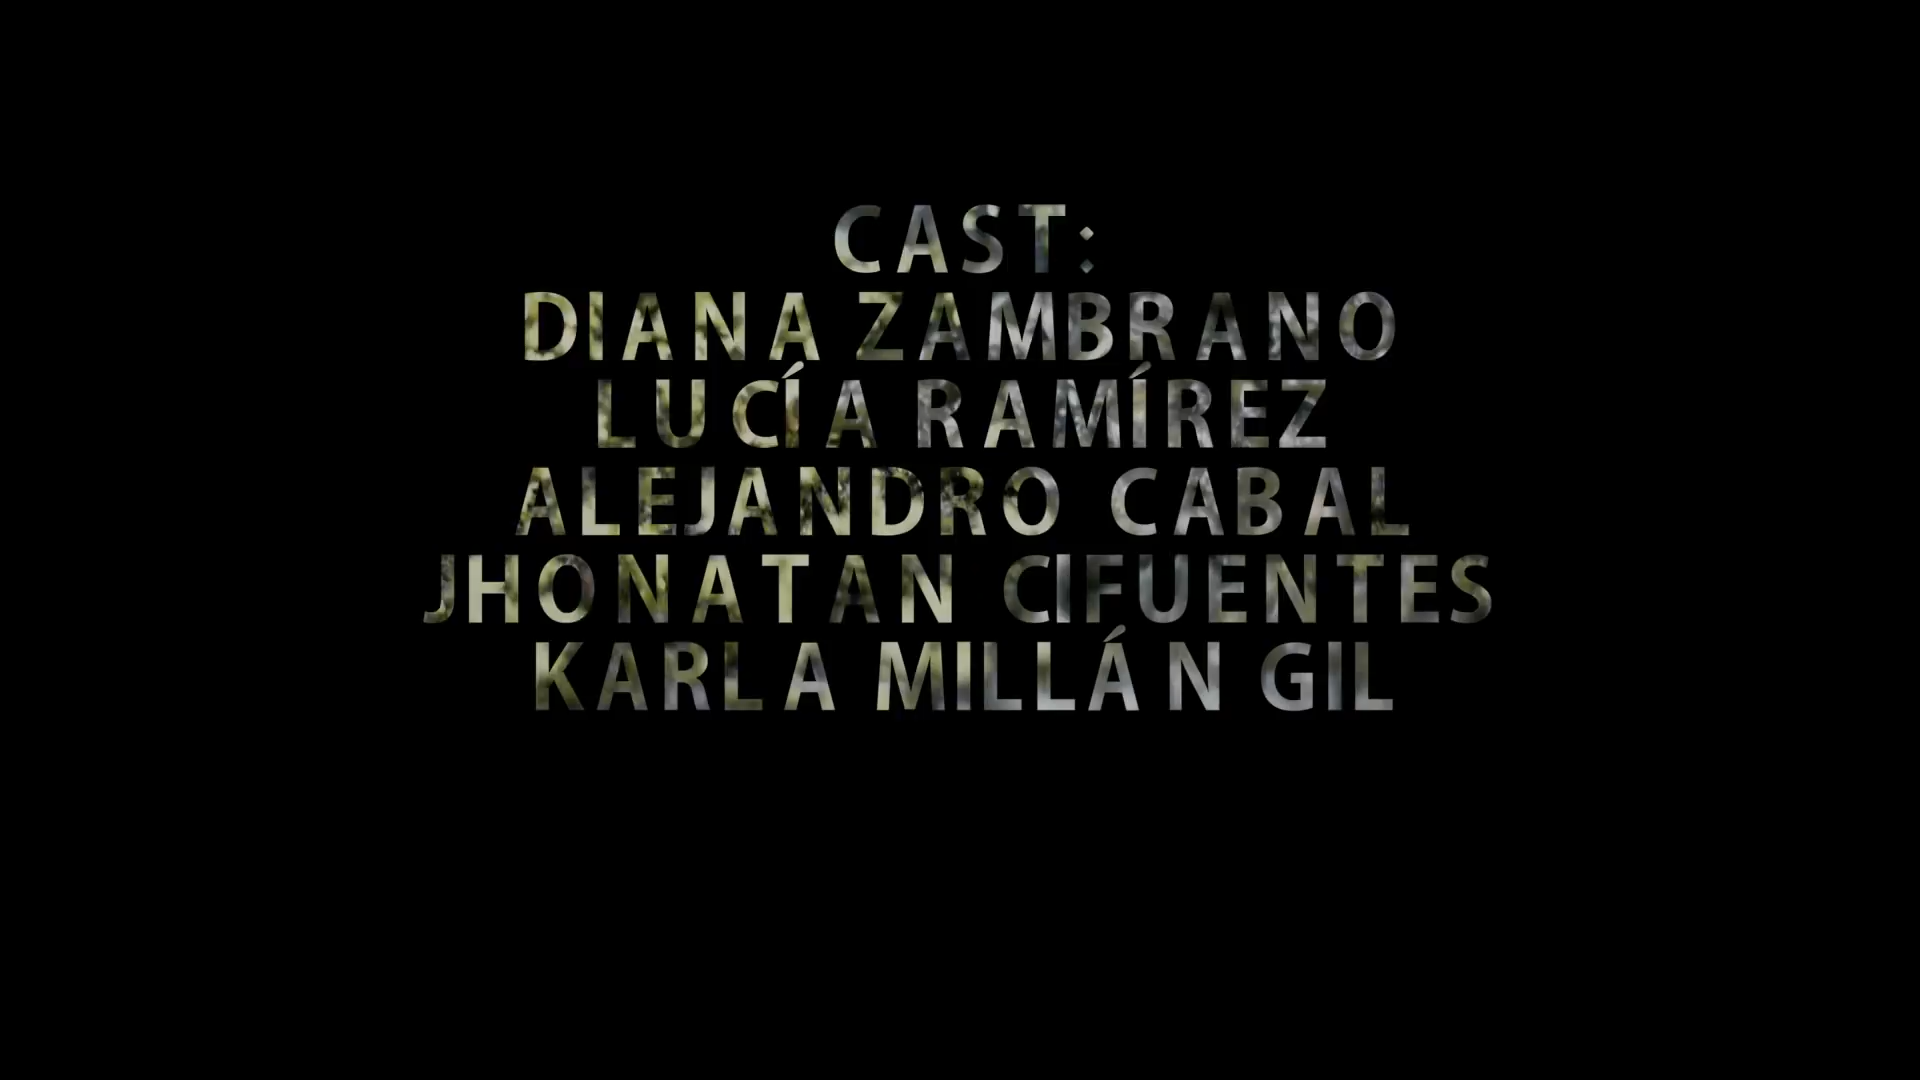 CAST:
DIANA ZAMBRANO
LUCÍA RAMÍREZ
ALEJANDRO CABAL
JHONATAN CIFUENTES
KARLA MILLÁN GIL